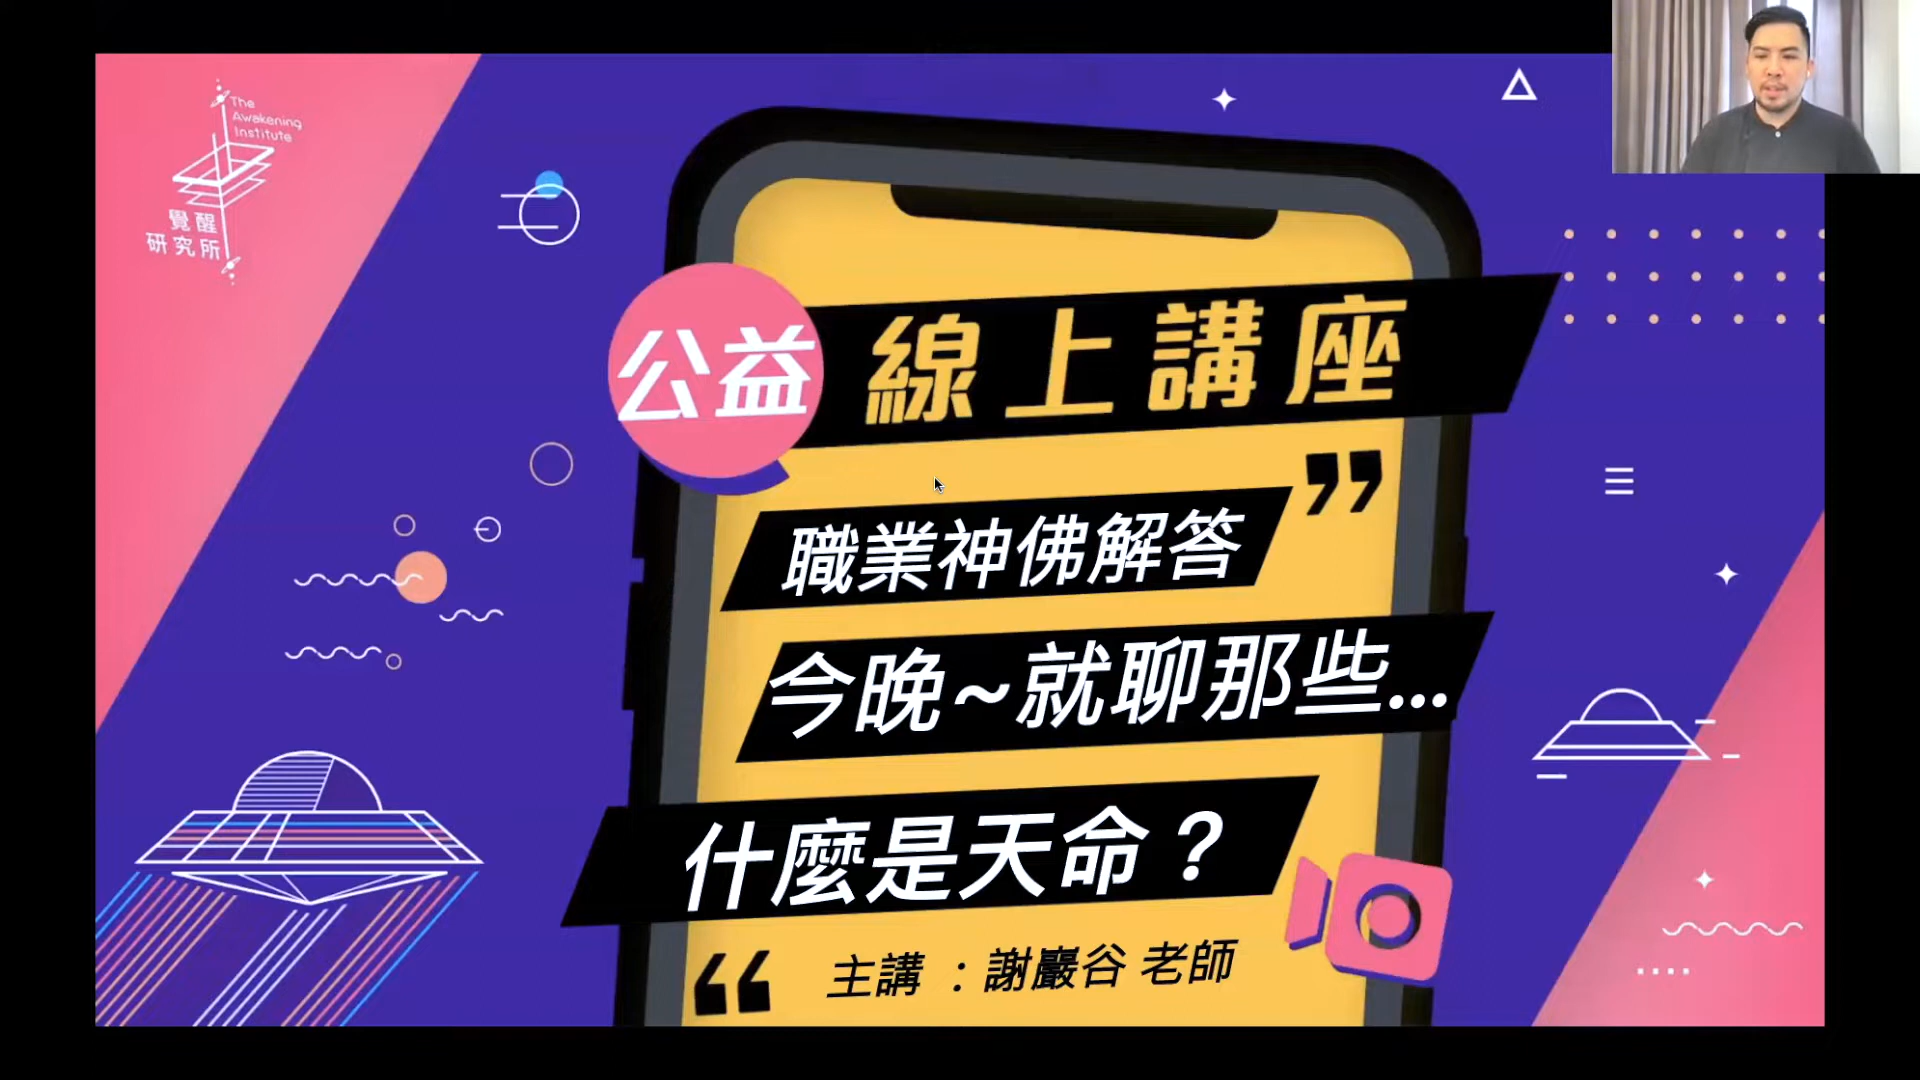 The
Awakening
Institute
覺醒
研究所
公益
線上講座
職業神佛解答
今晚~就聊那些...
什麼是天命？
主講：謝巖谷 老師